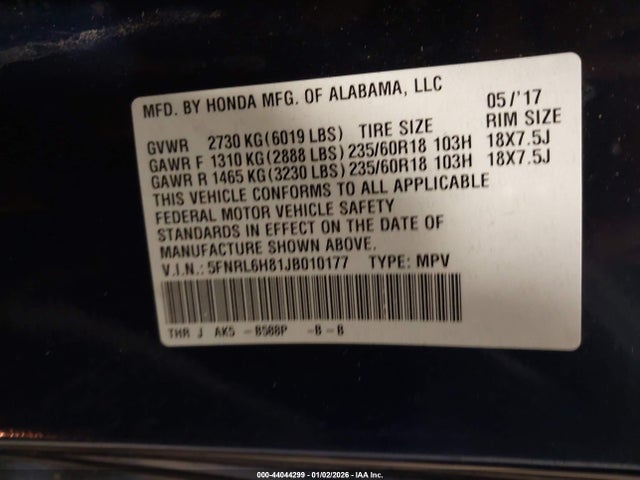 MFD. BY HONDA MFG. OF ALABAMA, LLC 05/'17
GVWR 2730 KG(6019 LBS) TIRE SIZE RIM SIZE
GAWR F 1310 KG(2888 LBS) 235/60R18 103H 18X7.5J
GAWR R 1465 KG(3230 LBS) 235/60R18 103H 18X7.5J
THIS VEHICLE CONFORMS TO ALL APPLICABLE
FEDERAL MOTOR VEHICLE SAFETY
STANDARDS IN EFFECT ON THE DATE OF
MANUFACTURE SHOWN ABOVE.
V.I.N.: 5FNRL6H81JB010177 TYPE: MPV
THR J AK5 -B588P -B-B
000-44044299 - 01/02/2026 - IAA Inc.